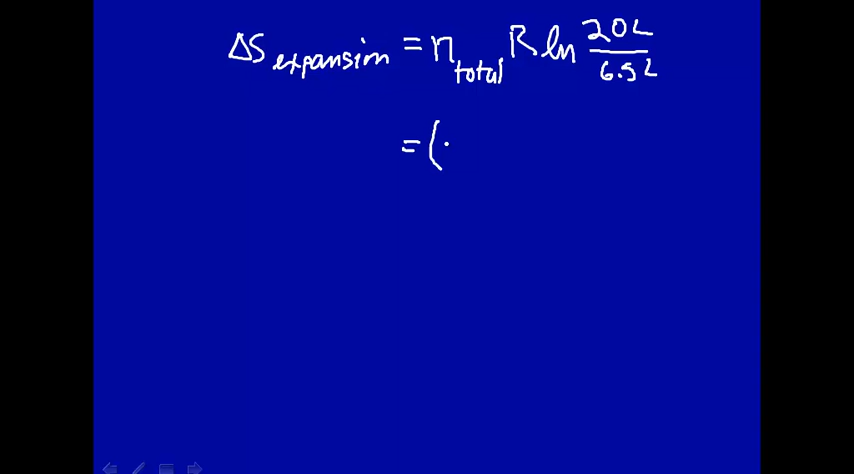 ΔS expansion = n total R ln 20L / 6.5L
= (.